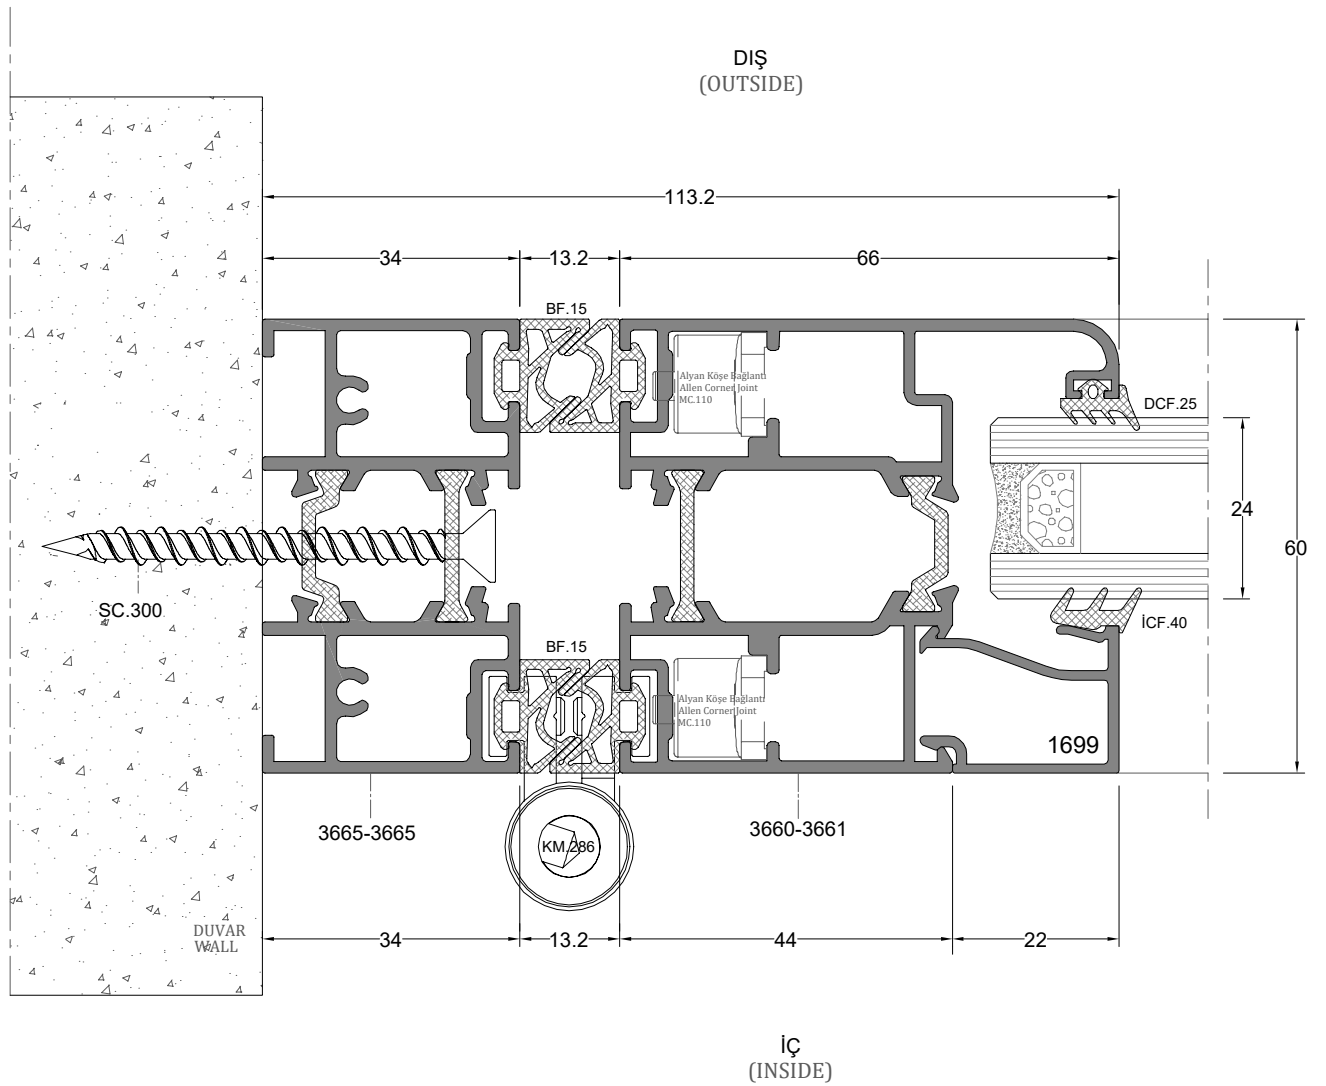 DIŞ
(OUTSIDE)
113.2
34
13.2
66
BF.15
Alyan Köşe Bağlantı
Allen Corner Joint
MC.110
DCF.25
24
60
SC.300
İCF.40
BF.15
Alyan Köşe Bağlantı
Allen Corner Joint
MC.110
1699
3665-3665
3660-3661
KM.286
DUVAR
WALL
34
13.2
44
22
İÇ
(INSIDE)